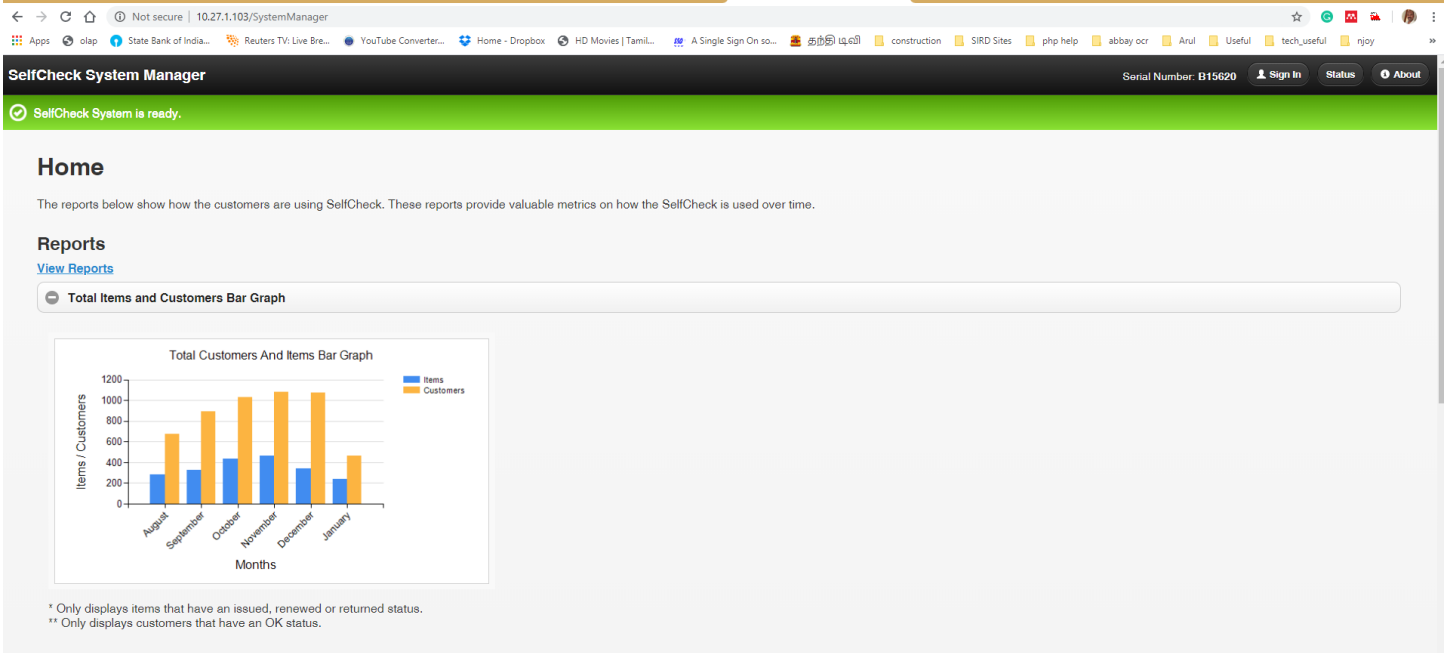 Not secure | 10.27.1.103/SystemManager
Apps olap State Bank of India... Reuters TV: Live Bre... YouTube Converter... Home - Dropbox HD Movies | Tamil... A Single Sign On so... தந்தி டிவி construction SIRD Sites php help abbay ocr Arul Useful tech_useful njoy »
SelfCheck System Manager Serial Number: B15620 Sign In Status About
SelfCheck System is ready.
Home
The reports below show how the customers are using SelfCheck. These reports provide valuable metrics on how the SelfCheck is used over time.
Reports
View Reports
Total Items and Customers Bar Graph
Total Customers And Items Bar Graph
Items
Customers
Items / Customers
1200
1000
800
600
400
200
0
August September October November December January
Months
* Only displays items that have an issued, renewed or returned status.
** Only displays customers that have an OK status.